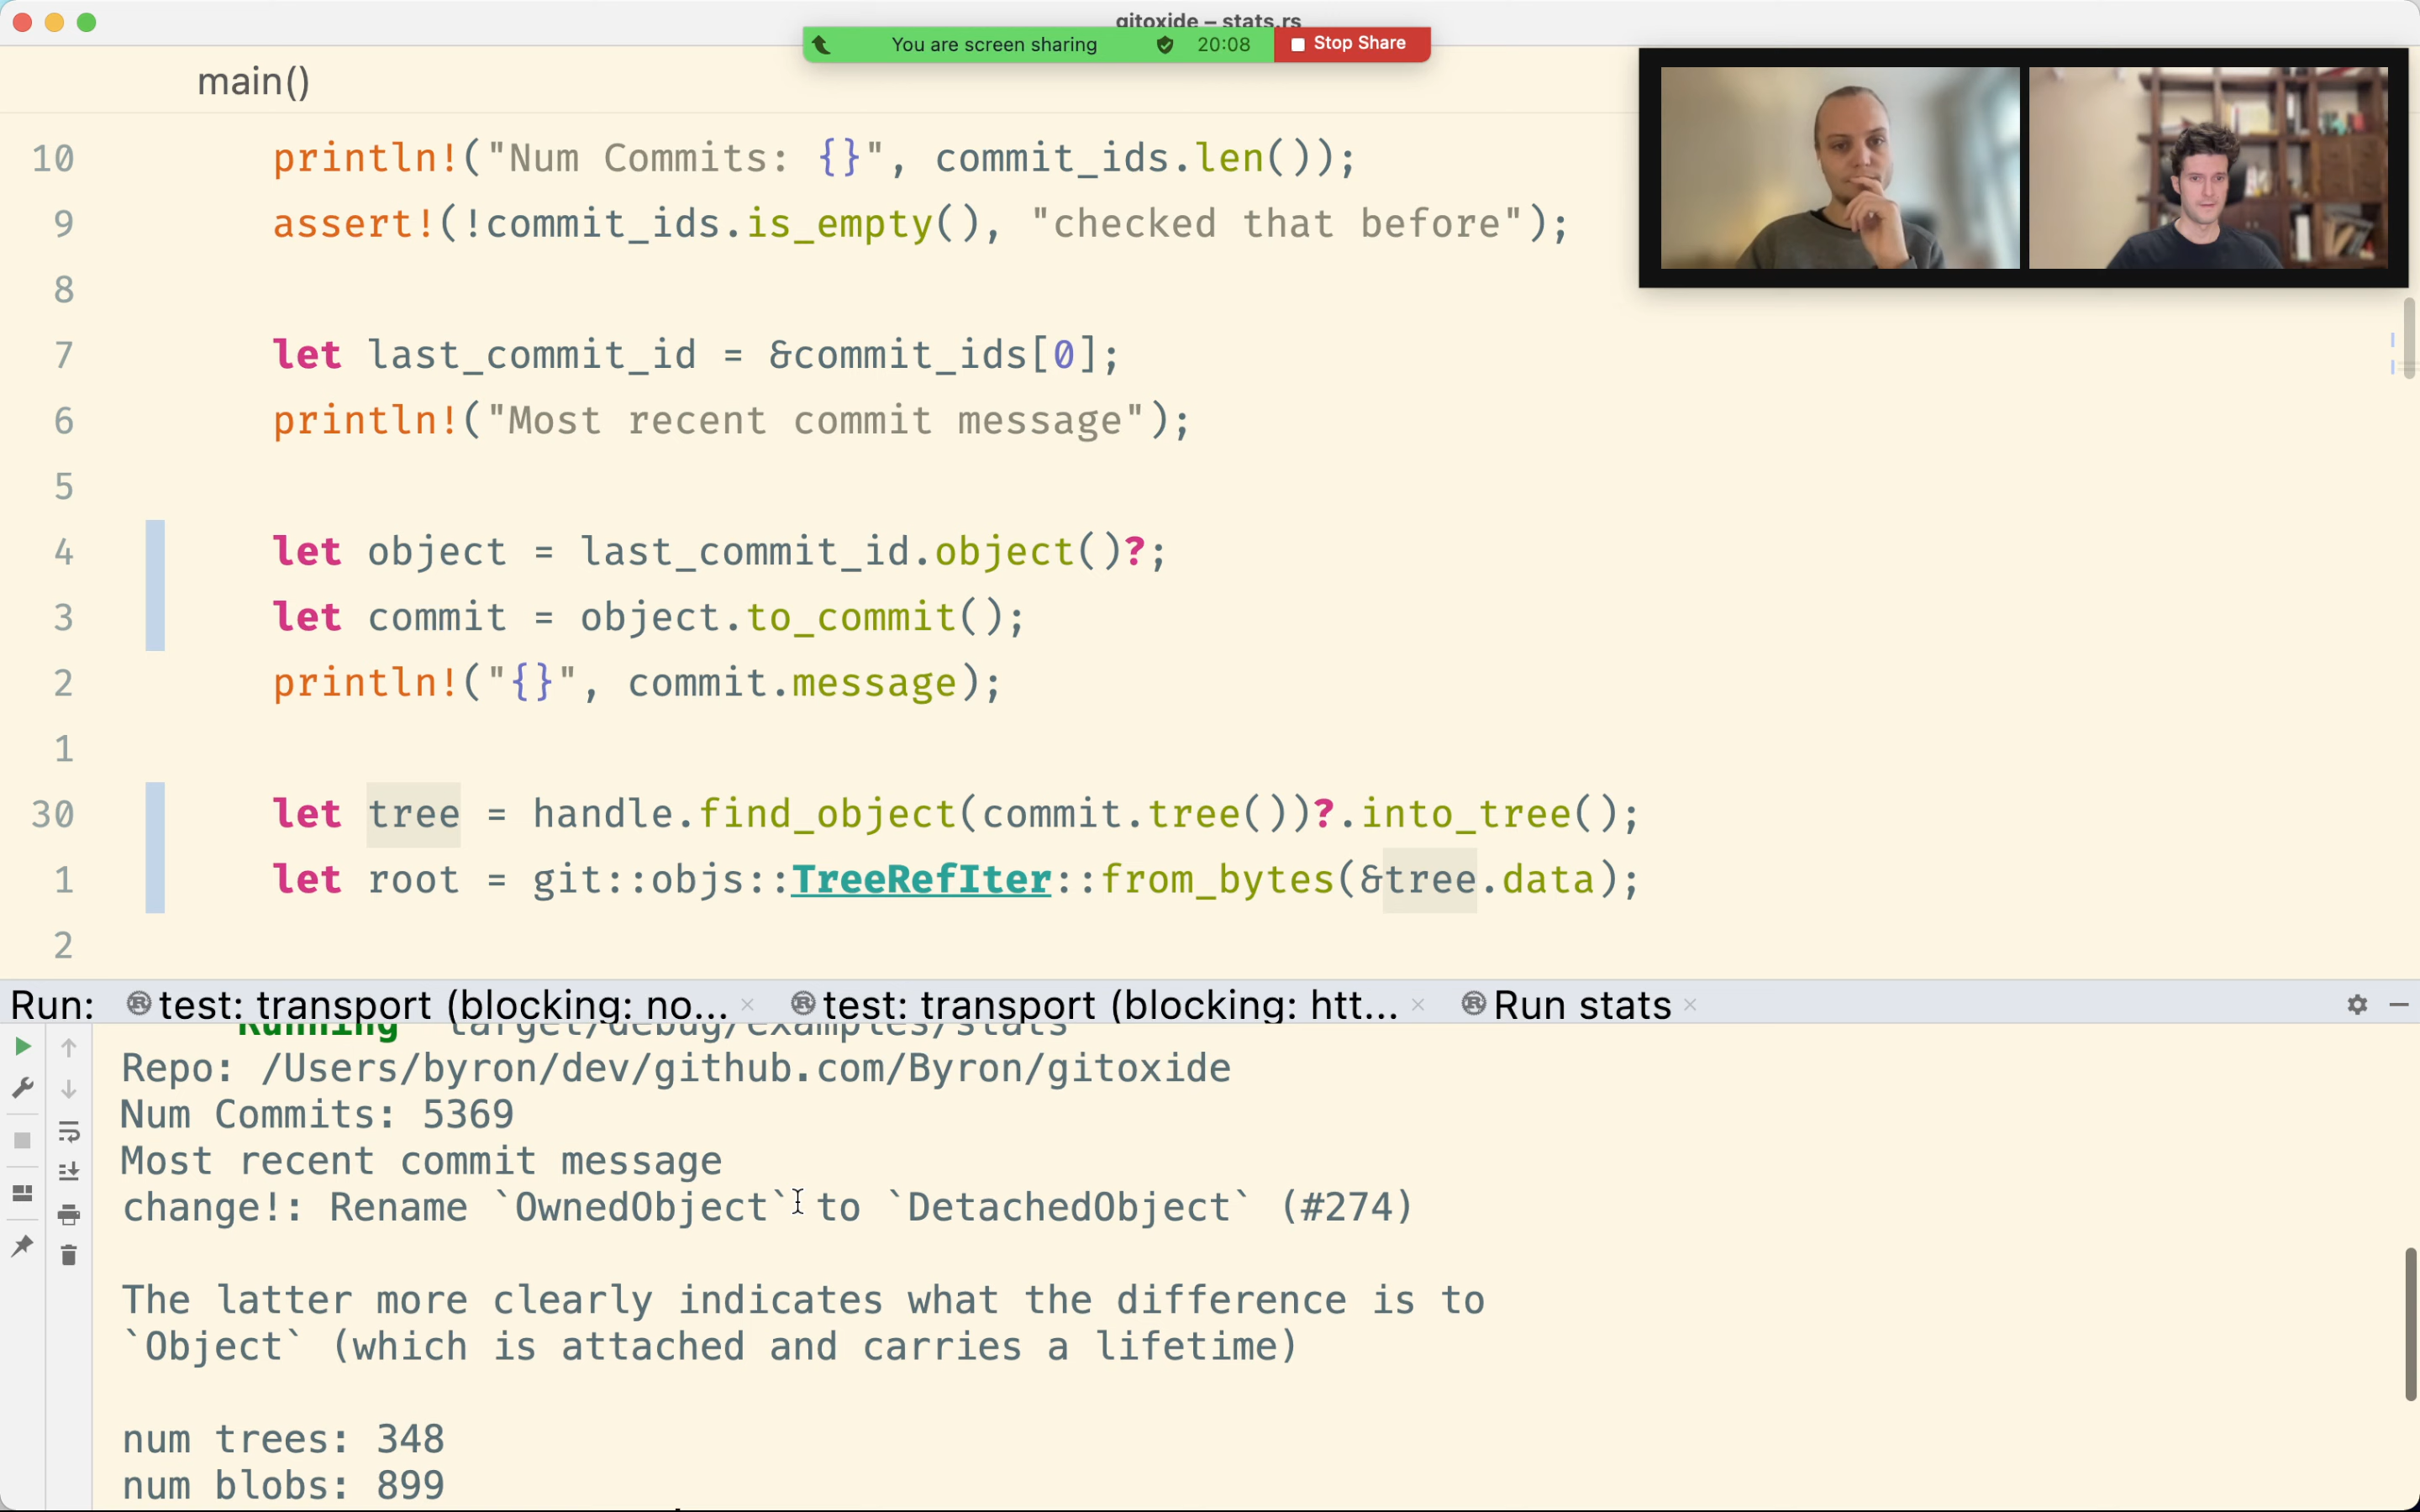 gitoxide – stats.rs
You are screen sharing 20:08 Stop Share
main()
10 println!("Num Commits: {}", commit_ids.len());
9 assert!(!commit_ids.is_empty(), "checked that before");
8
7 let last_commit_id = &commit_ids[0];
6 println!("Most recent commit message");
5
4 let object = last_commit_id.object()?;
3 let commit = object.to_commit();
2 println!("{}", commit.message);
1
30 let tree = handle.find_object(commit.tree())?.into_tree();
1 let root = git::objs::TreeRefIter::from_bytes(&tree.data);
2
Run: test: transport (blocking: no... × test: transport (blocking: htt... × Run stats ×
Running target/debug/examples/stats
Repo: /Users/byron/dev/github.com/Byron/gitoxide
Num Commits: 5369
Most recent commit message
change!: Rename `OwnedObject` to `DetachedObject` (#274)
The latter more clearly indicates what the difference is to
`Object` (which is attached and carries a lifetime)
num trees: 348
num blobs: 899